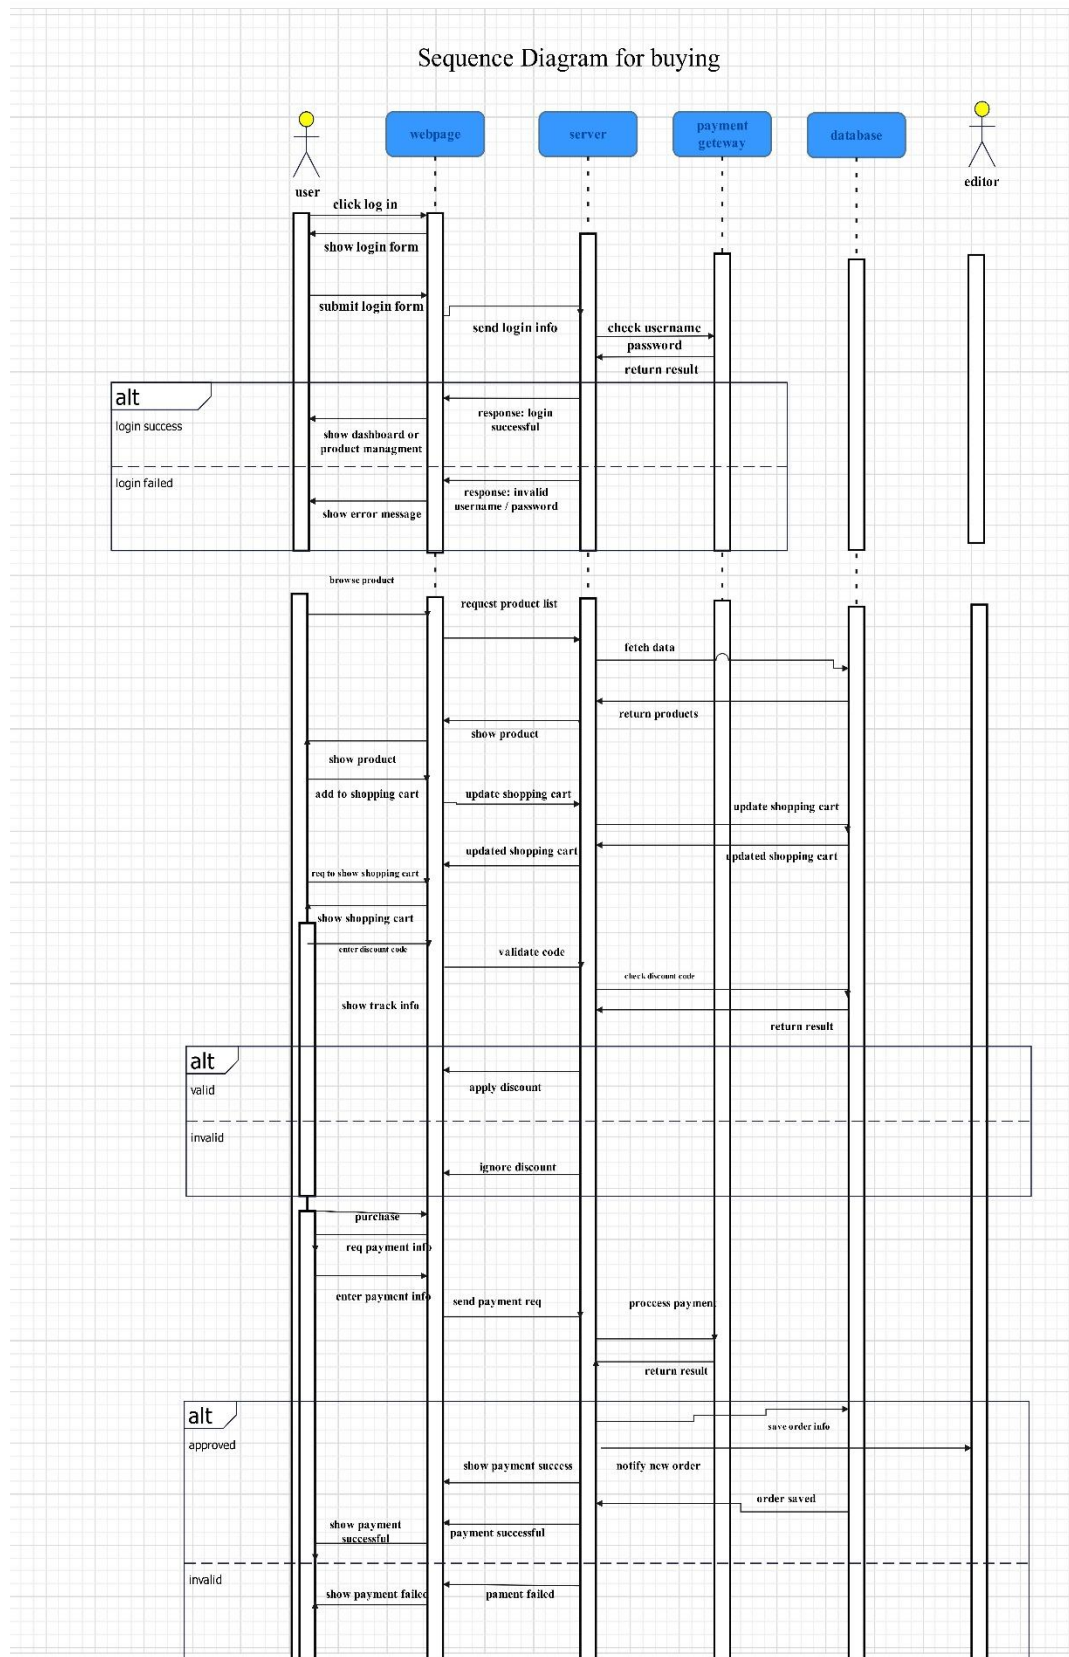 Sequence Diagram for buying
webpage
server
payment
geteway
database
user
editor
click log in
show login form
submit login form
send login info
check username
password
return result
alt
login success
response: login
successful
show dashboard or
product managment
login failed
response: invalid
username / password
show error message
browse product
request product list
fetch data
return products
show product
show product
add to shopping cart
update shopping cart
update shopping cart
updated shopping cart
updated shopping cart
req to show shopping cart
show shopping cart
enter discount code
validate code
check discount code
show track info
return result
alt
valid
apply discount
invalid
ignore discount
purchase
req payment info
enter payment info
send payment req
proccess payment
return result
alt
approved
save order info
show payment success
notify new order
order saved
show payment
successful
payment successful
invalid
show payment failed
pament failed